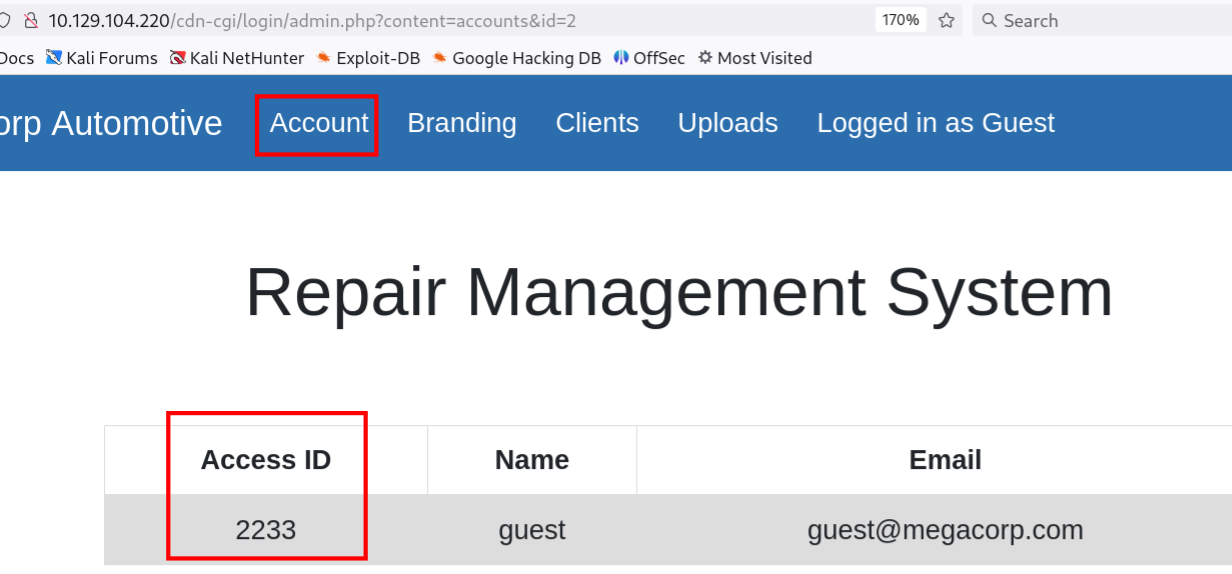 10.129.104.220/cdn-cgi/login/admin.php?content=accounts&id=2 170% Search
Docs Kali Forums Kali NetHunter Exploit-DB Google Hacking DB OffSec Most Visited
orp Automotive Account Branding Clients Uploads Logged in as Guest
Repair Management System
Access ID Name Email
2233 guest guest@megacorp.com